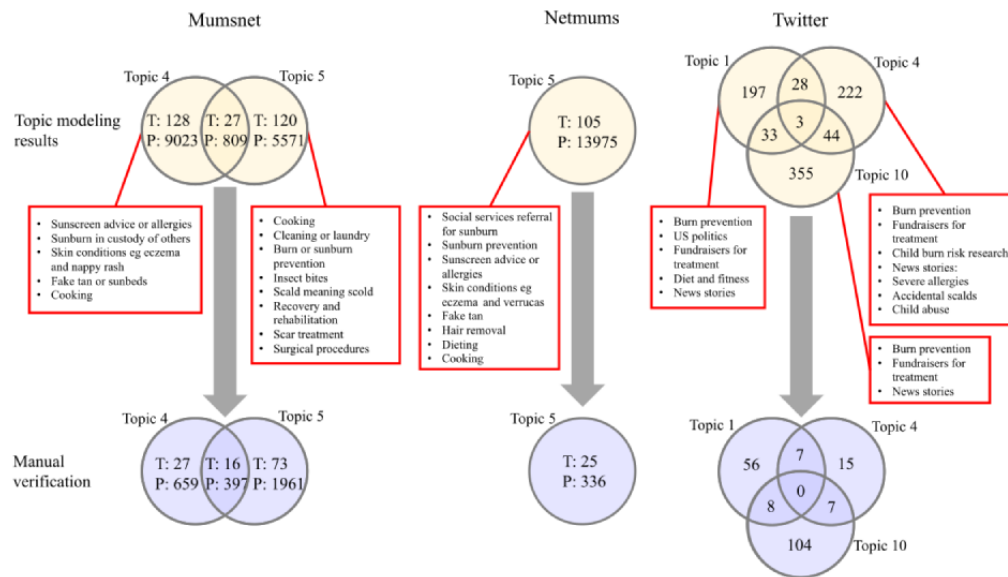 Mumsnet
Netmums
Twitter
Topic 4
Topic 5
Topic 5
Topic 1
Topic 4
Topic modeling
results
T: 128
P: 9023
T: 27
P: 809
T: 120
P: 5571
T: 105
P: 13975
197
28
222
3
33
44
355
Topic 10
• Sunscreen advice or allergies
• Sunburn in custody of others
• Skin conditions eg eczema
and nappy rash
• Fake tan or sunbeds
• Cooking
• Cooking
• Cleaning or laundry
• Burn or sunburn
prevention
• Insect bites
• Scald meaning scold
• Recovery and
rehabilitation
• Scar treatment
• Surgical procedures
• Social services referral
for sunburn
• Sunburn prevention
• Sunscreen advice or
allergies
• Skin conditions eg
eczema and verrucas
• Fake tan
• Hair removal
• Dieting
• Cooking
• Burn prevention
• US politics
• Fundraisers for
treatment
• Diet and fitness
• News stories
• Burn prevention
• Fundraisers for
treatment
• Child burn risk research
• News stories:
• Severe allergies
• Accidental scalds
• Child abuse
• Burn prevention
• Fundraisers for
treatment
• News stories
Topic 4
Topic 5
Topic 5
Topic 1
Topic 4
Manual
verification
T: 27
P: 659
T: 16
P: 397
T: 73
P: 1961
T: 25
P: 336
56
7
15
0
8
7
104
Topic 10